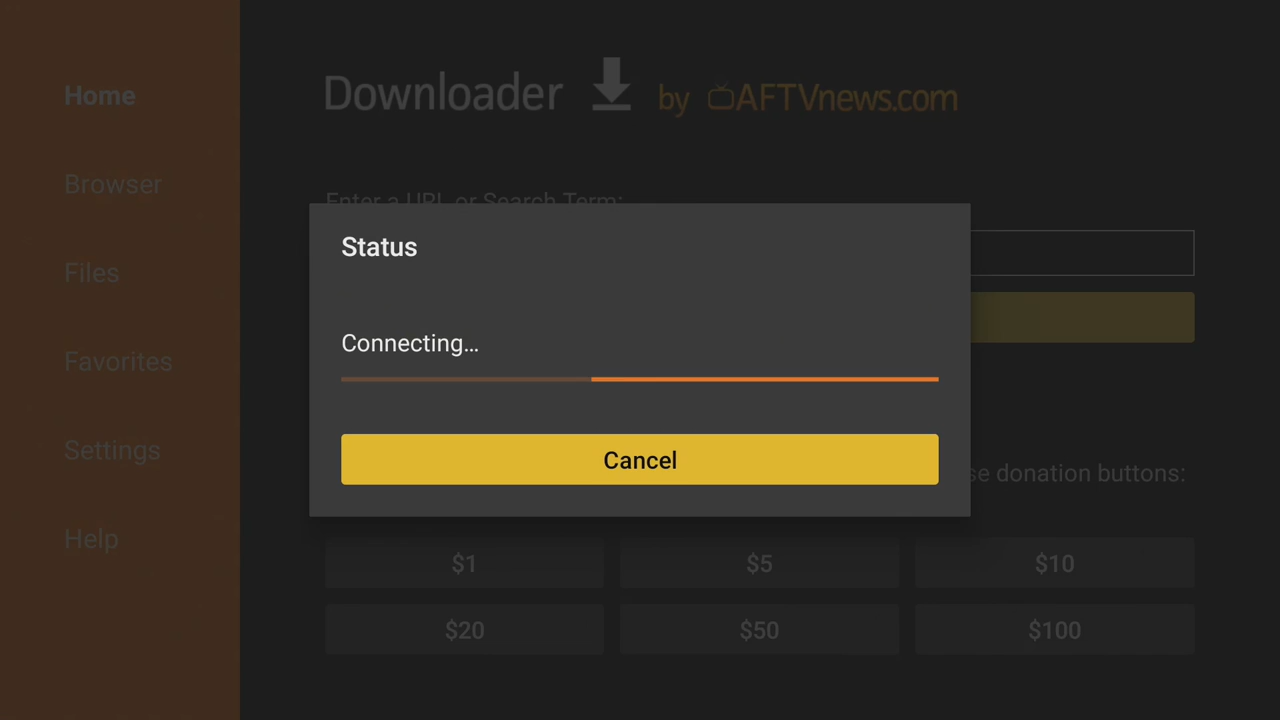 Home
Browser
Files
Favorites
Settings
Help
Downloader by AFTVnews.com
Enter a URL or Search Term:
Status
Connecting...
Cancel
se donation buttons:
$1 $5 $10
$20 $50 $100